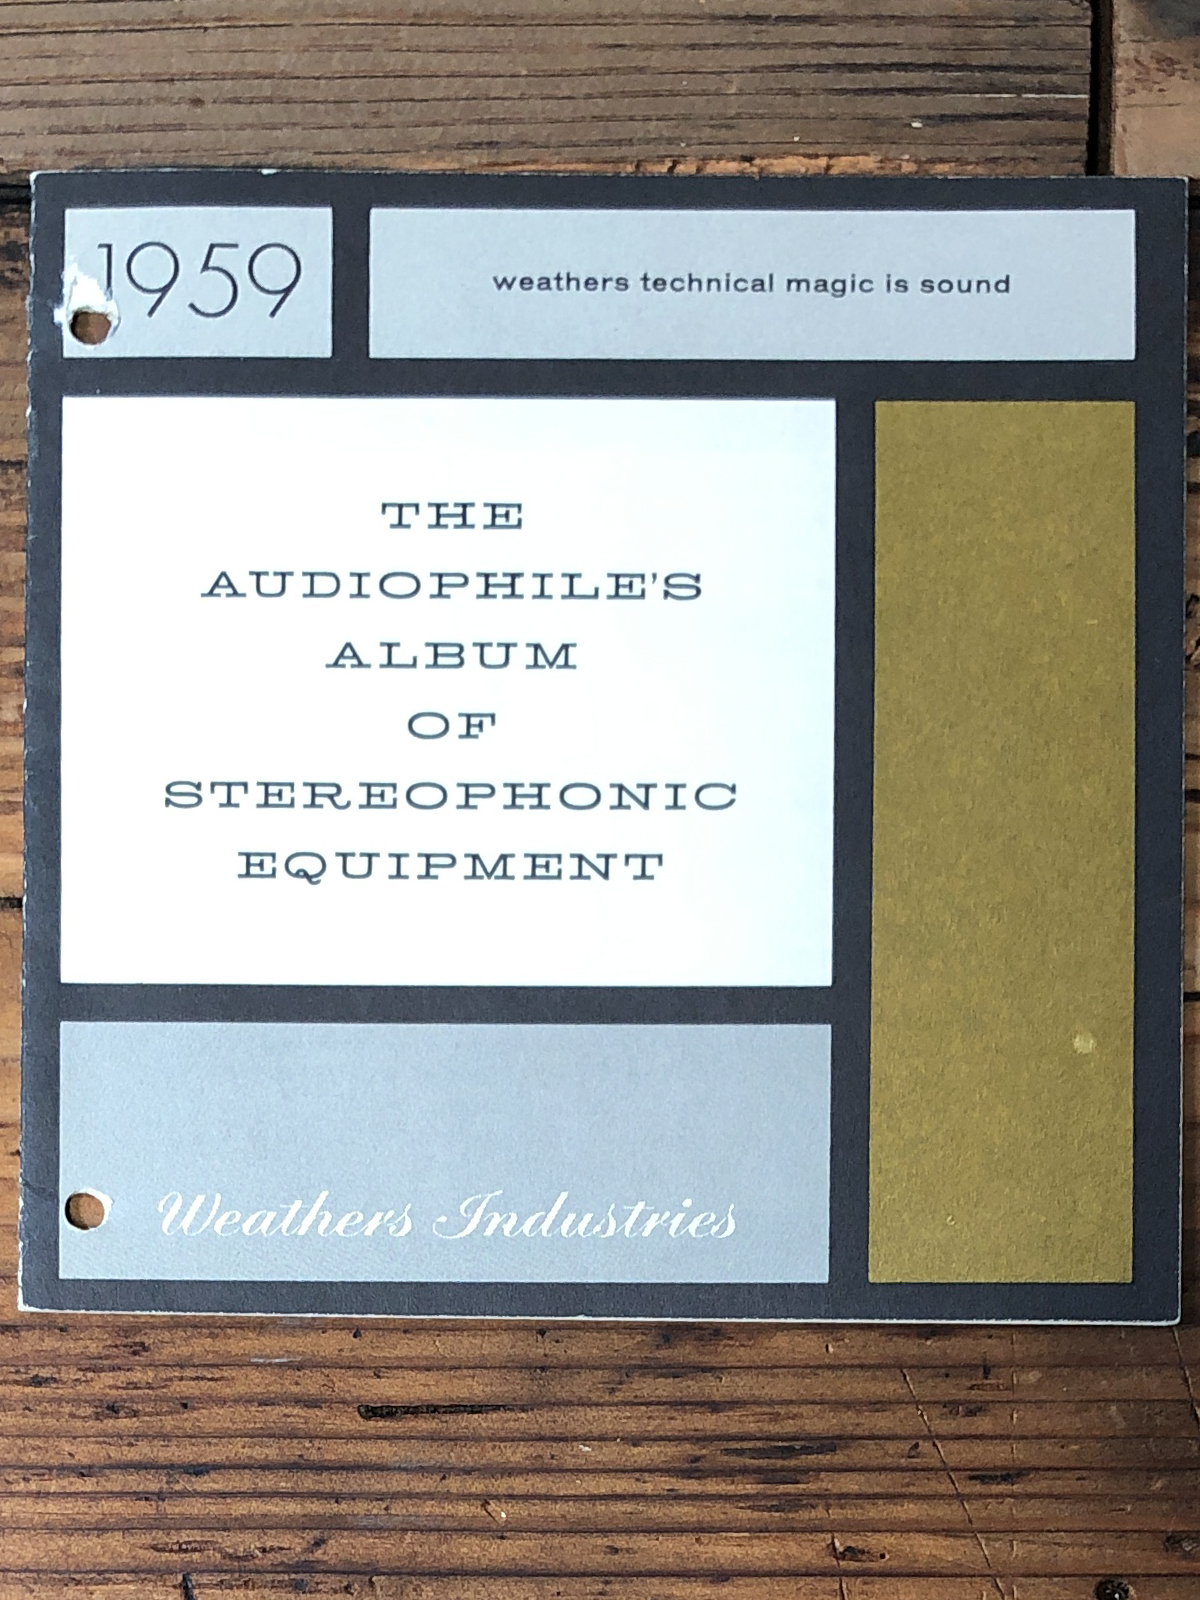 1959
weathers technical magic is sound
THE
AUDIOPHILE'S
ALBUM
OF
STEREOPHONIC
EQUIPMENT
Weathers Industries